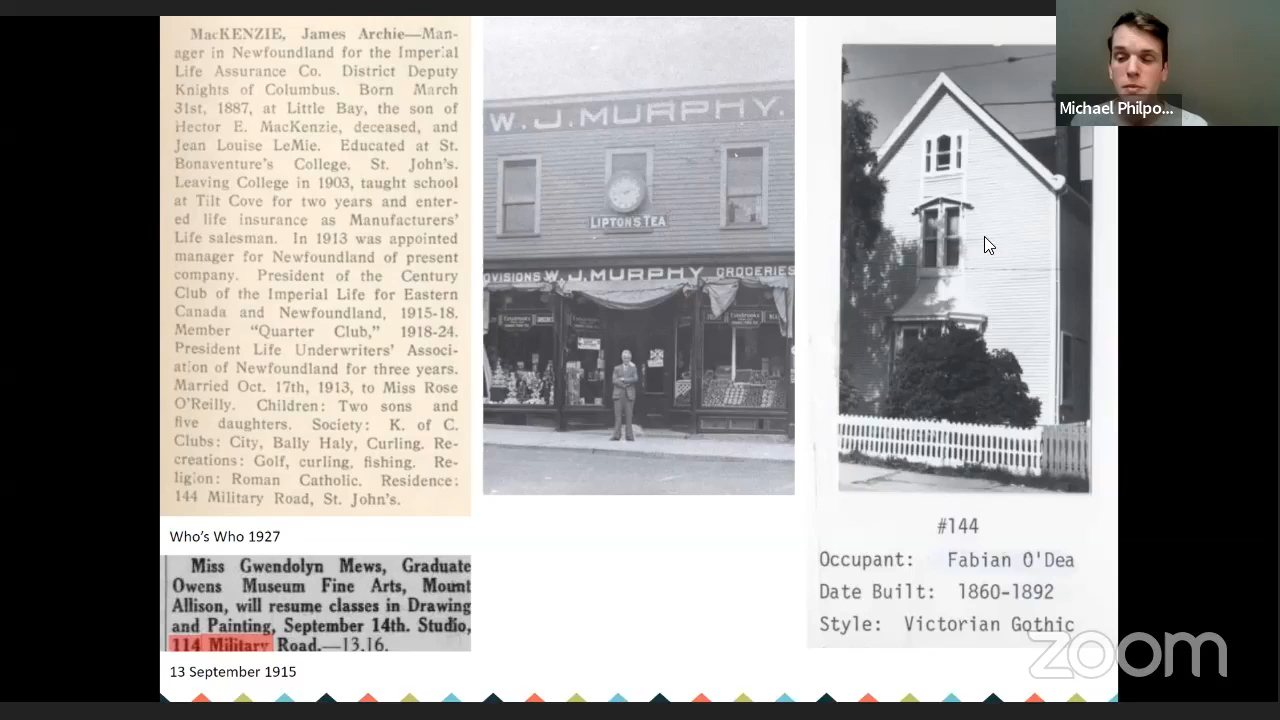 MacKENZIE, James Archie—Man-
ager in Newfoundland for the Imperial
Life Assurance Co. District Deputy
Knights of Columbus. Born March
31st, 1887, at Little Bay, the son of
Hector E. MacKenzie, deceased, and
Jean Louise LeMie. Educated at St.
Bonaventure's College, St. John's.
Leaving College in 1903, taught school
at Tilt Cove for two years and enter-
ed life insurance as Manufacturers'
Life salesman. In 1913 was appointed
manager for Newfoundland of present
company. President of the Century
Club of the Imperial Life for Eastern
Canada and Newfoundland, 1915-18.
Member "Quarter Club," 1918-24.
President Life Underwriters' Associ-
ation of Newfoundland for three years.
Married Oct. 17th, 1913, to Miss Rose
O'Reilly. Children: Two sons and
five daughters. Society: K. of C.
Clubs: City, Bally Haly, Curling. Re-
creations: Golf, curling, fishing. Re-
ligion: Roman Catholic. Residence:
144 Military Road, St. John's.
Who's Who 1927
Miss Gwendolyn Mews, Graduate
Owens Museum Fine Arts, Mount
Allison, will resume classes in Drawing
and Painting, September 14th. Studio,
114 Military Road.—13,16.
13 September 1915
W.J. MURPHY.
LIPTON'S TEA
OVISIONS W.J. MURPHY GROCERIES
#144
Occupant: Fabian O'Dea
Date Built: 1860-1892
Style: Victorian Gothic
Michael Philpo...
zoom